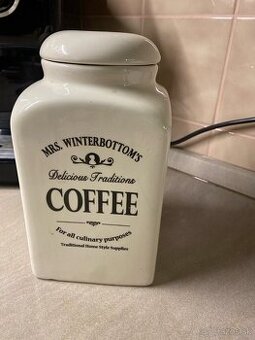 MRS. WINTERBOTTOM'S
Delicious Traditions
COFFEE
For all culinary purposes
Traditional Home Style Supplies